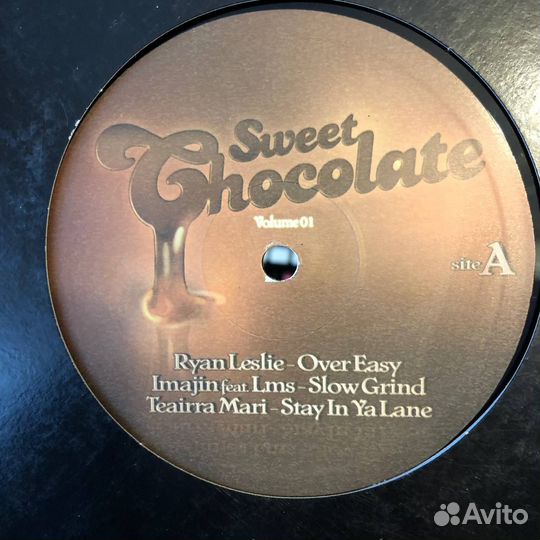 Sweet
Chocolate
Volume 01
site A
Ryan Leslie - Over Easy
Imajin feat. Lms - Slow Grind
Teairra Mari - Stay In Ya Lane
Avito